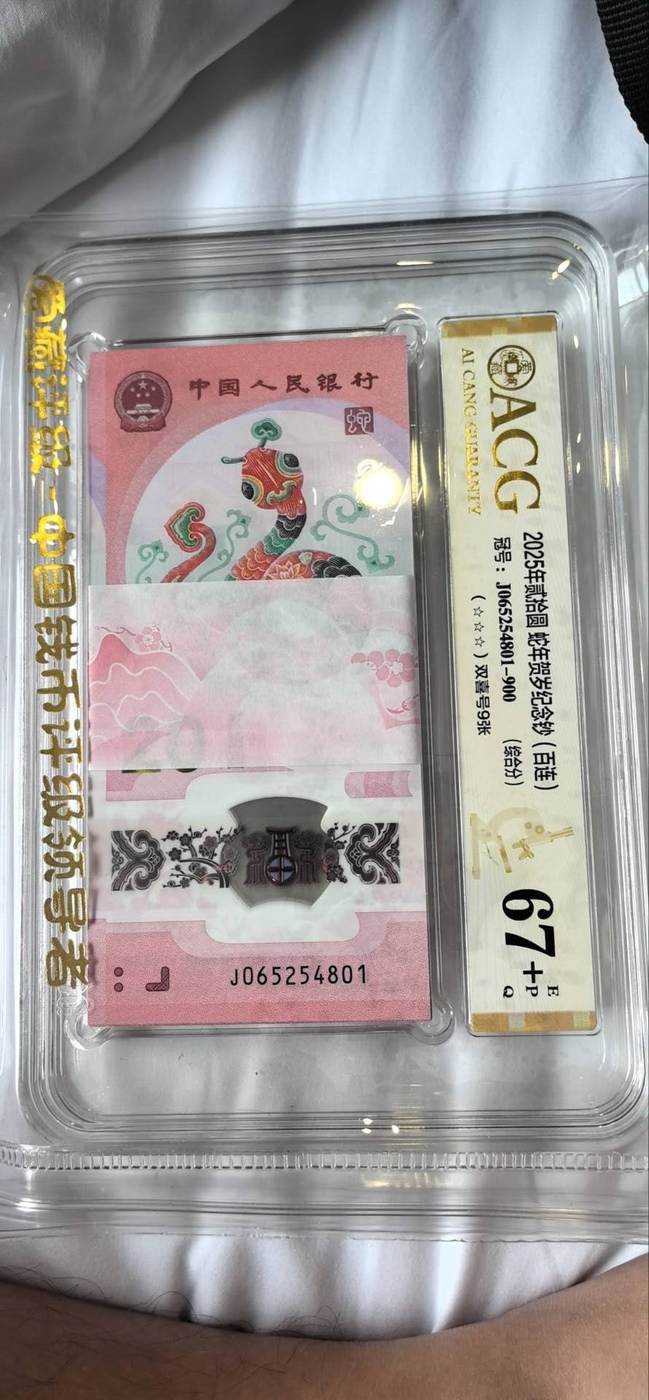 爱藏评级-中国钱币评级领导者
中国人民银行
J065254801
ACG
AI CANG GUARANTY
2025年贰拾圆 蛇年贺岁纪念钞（百连）
冠号：J065254801-900 （综合分）
（☆☆☆）双喜号9张
67+
E
P
Q